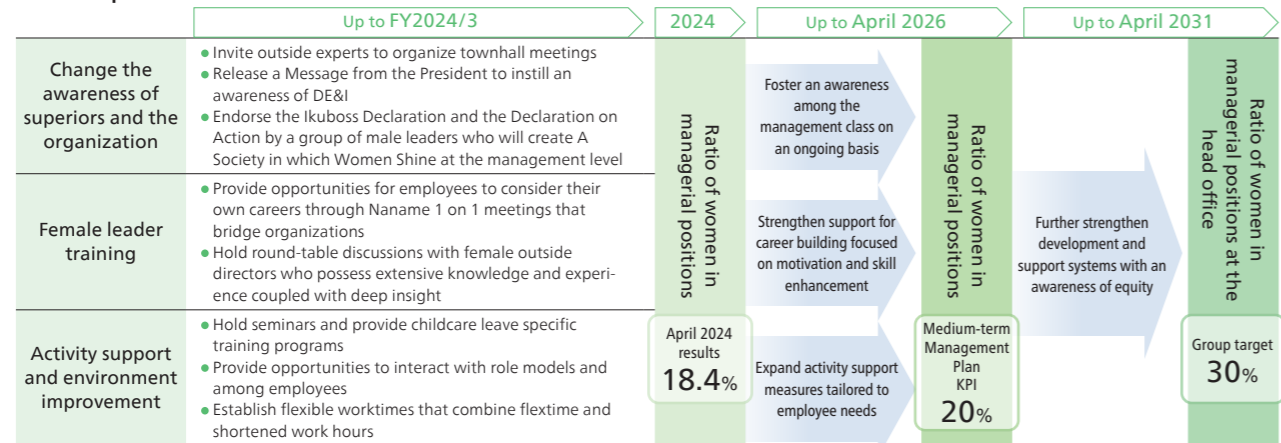 Up to FY2024/3
2024
Up to April 2026
Up to April 2031
Change the
awareness of
superiors and the
organization
● Invite outside experts to organize townhall meetings
● Release a Message from the President to instill an
awareness of DE&I
● Endorse the Ikuboss Declaration and the Declaration on
Action by a group of male leaders who will create A
Society in which Women Shine at the management level
Female leader
training
● Provide opportunities for employees to consider their
own careers through Naname 1 on 1 meetings that
bridge organizations
● Hold round-table discussions with female outside
directors who possess extensive knowledge and experi-
ence coupled with deep insight
Activity support
and environment
improvement
● Hold seminars and provide childcare leave specific
training programs
● Provide opportunities to interact with role models and
among employees
● Establish flexible worktimes that combine flextime and
shortened work hours
Ratio of women in
managerial positions
April 2024
results
18.4%
Foster an awareness
among the
management class on
an ongoing basis
Strengthen support for
career building focused
on motivation and skill
enhancement
Expand activity support
measures tailored to
employee needs
Ratio of women in
managerial positions
Medium-term
Management
Plan
KPI
20%
Further strengthen
development and
support systems with an
awareness of equity
Ratio of women in
managerial positions at the
head office
Group target
30%